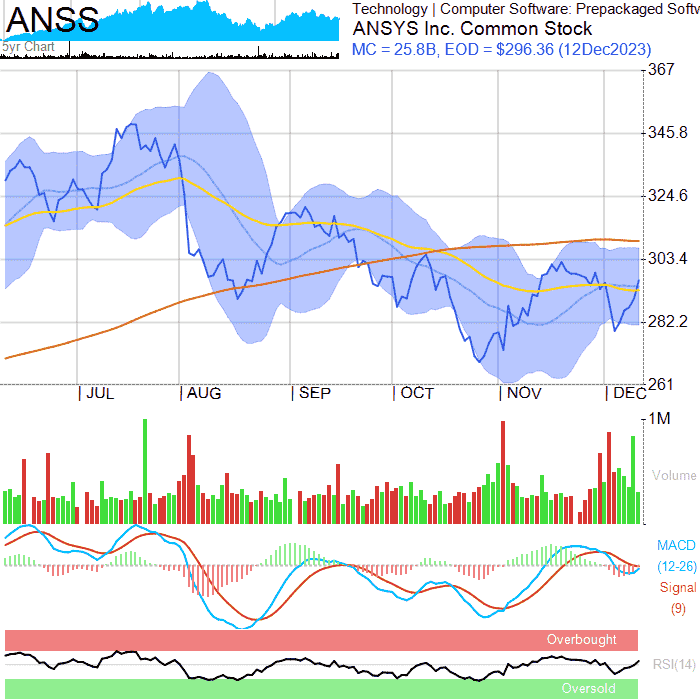 ANSS
5yr Chart
Technology | Computer Software: Prepackaged Softw
ANSYS Inc. Common Stock
MC = 25.8B, EOD = $296.36 (12Dec2023)
367
345.8
324.6
303.4
282.2
261
| JUL | AUG | SEP | OCT | NOV | DEC
1M
Volume
MACD
(12-26)
Signal
(9)
Overbought
RSI(14)
Oversold